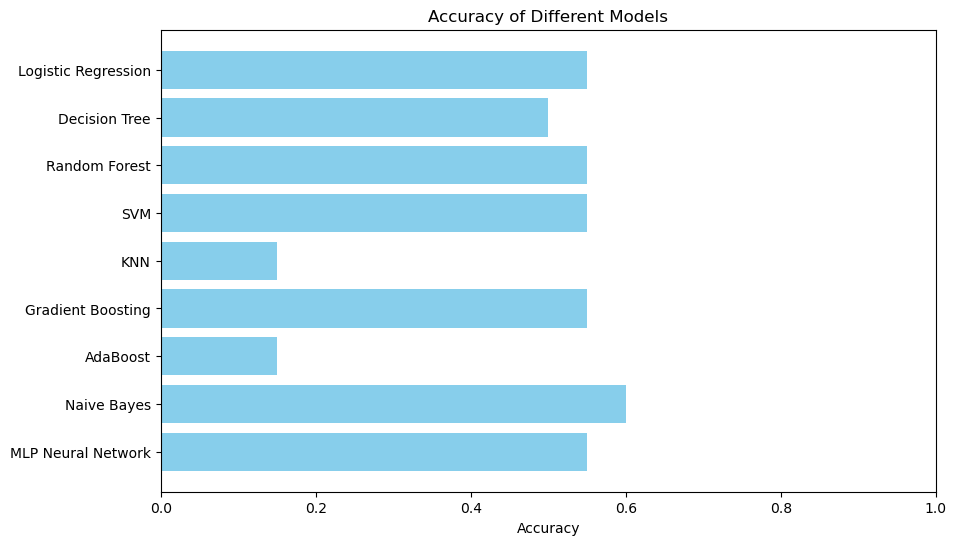 Accuracy of Different Models
Logistic Regression
Decision Tree
Random Forest
SVM
KNN
Gradient Boosting
AdaBoost
Naive Bayes
MLP Neural Network
0.0 0.2 0.4 0.6 0.8 1.0
Accuracy